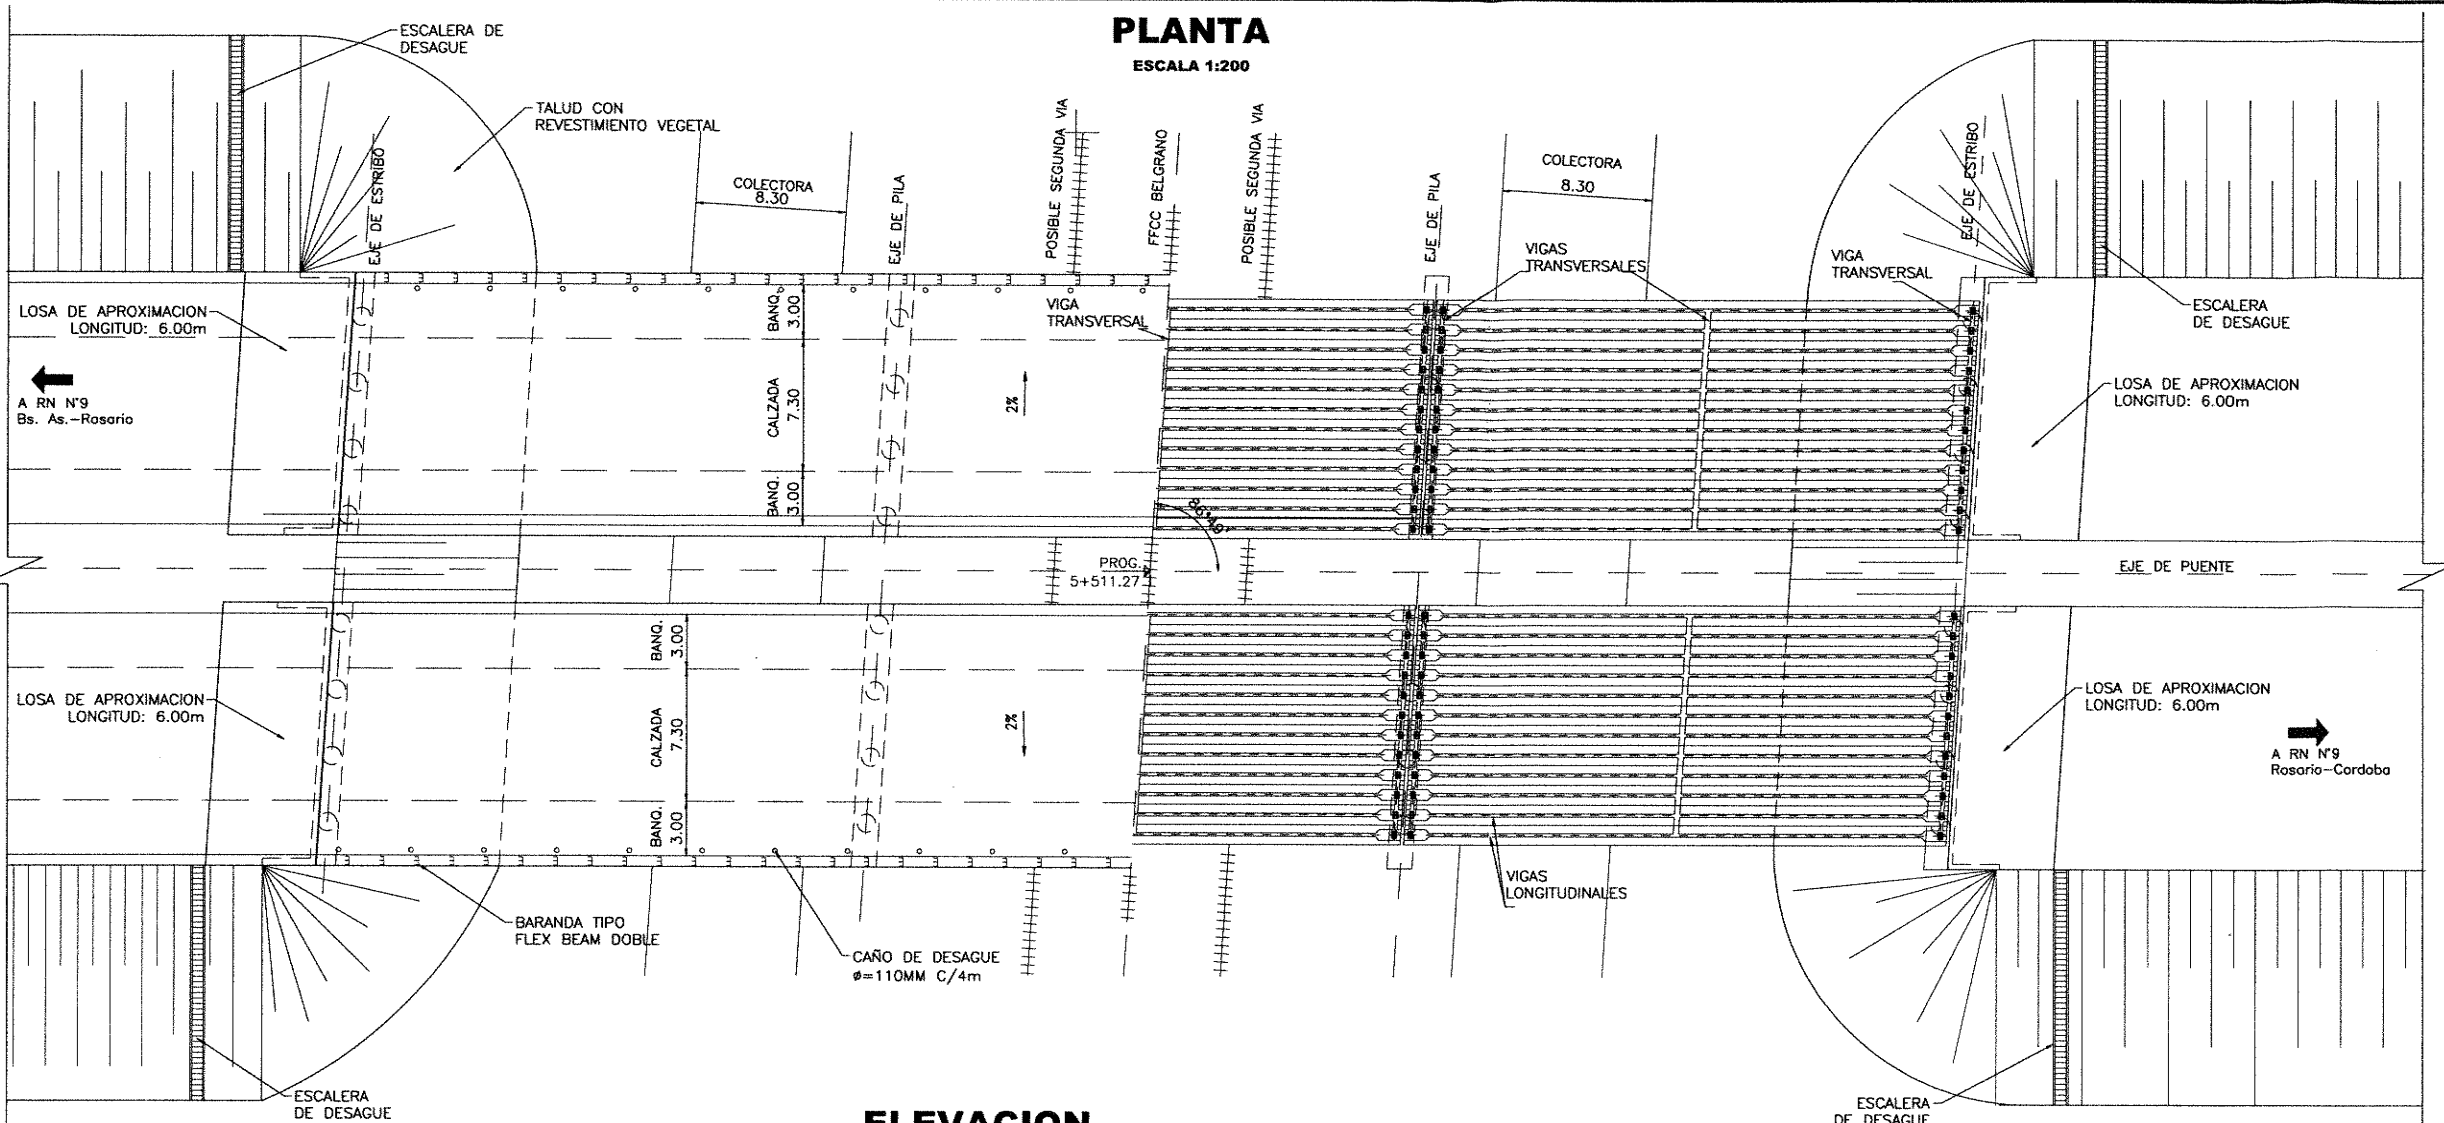 PLANTA
ESCALA 1:200
ESCALERA DE
DESAGUE
TALUD CON
REVESTIMIENTO VEGETAL
EJE DE ESTRIBO
COLECTORA
8.30
EJE DE PILA
POSIBLE SEGUNDA VIA
FFCC BELGRANO
POSIBLE SEGUNDA VIA
EJE DE PILA
COLECTORA
8.30
EJE DE ESTRIBO
VIGAS
TRANSVERSALES
VIGA
TRANSVERSAL
ESCALERA
DE DESAGUE
LOSA DE APROXIMACION
LONGITUD: 6.00m
VIGA
TRANSVERSAL
BANQ.
3.00
CALZADA
7.30
BANQ.
3.00
2%
A RN N°9
Bs. As.-Rosario
LOSA DE APROXIMACION
LONGITUD: 6.00m
PROG.
5+511.27
EJE DE PUENTE
BANQ.
3.00
CALZADA
7.30
BANQ.
3.00
2%
LOSA DE APROXIMACION
LONGITUD: 6.00m
LOSA DE APROXIMACION
LONGITUD: 6.00m
A RN N°9
Rosario-Cordoba
VIGAS
LONGITUDINALES
BARANDA TIPO
FLEX BEAM DOBLE
CAÑO DE DESAGUE
ø=110MM C/4m
ESCALERA
DE DESAGUE
ESCALERA
DE DESAGUE
ELEVACION